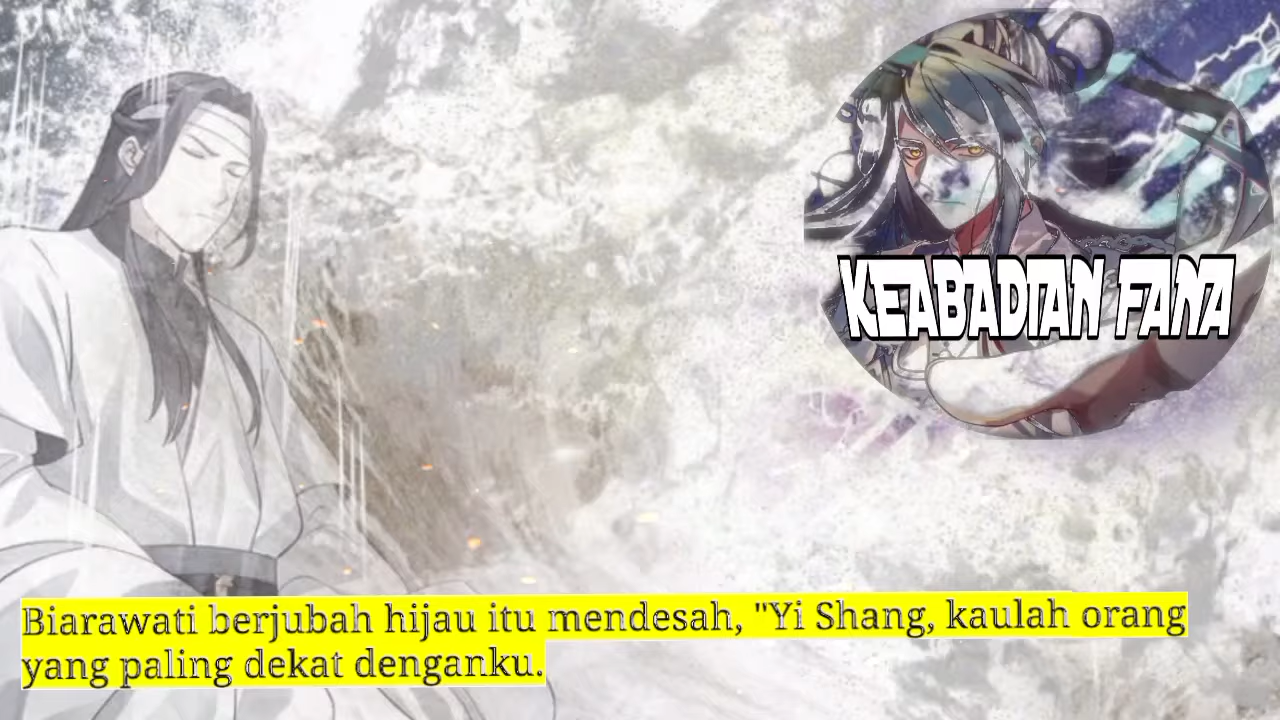 KEABADIAN FANA
Biarawati berjubah hijau itu mendesah, "Yi Shang, kaulah orang
yang paling dekat denganku.